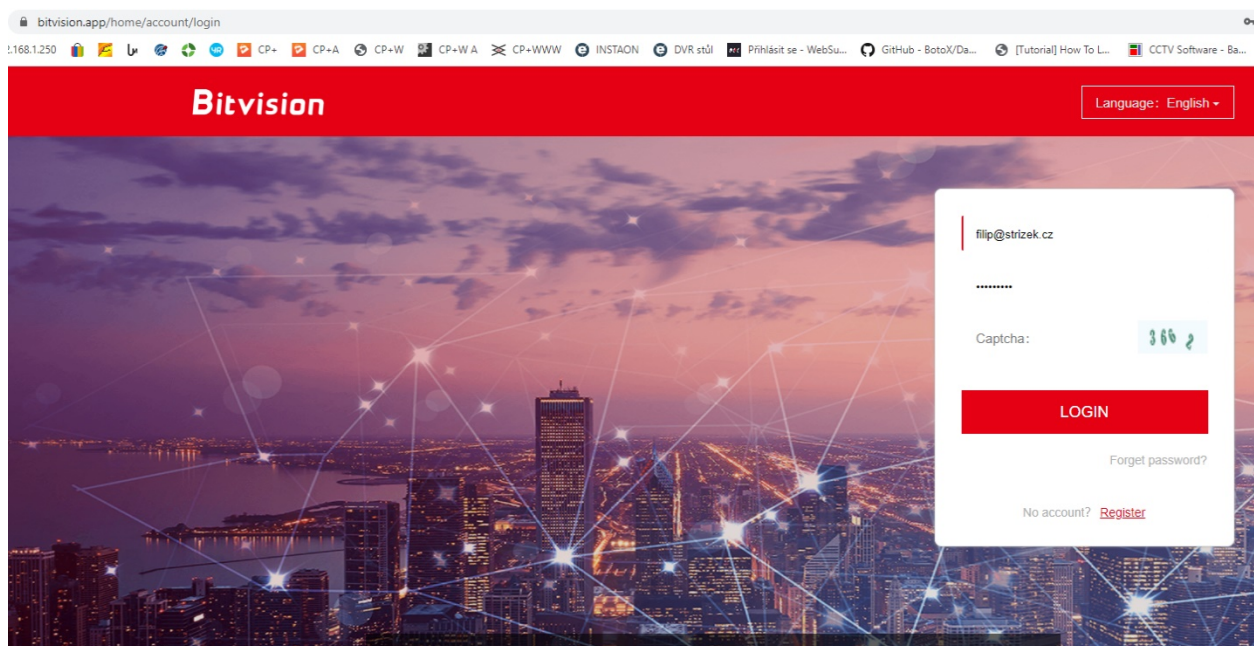 bitvision.app/home/account/login
2.168.1.250 CP+ CP+A CP+W CP+W A CP+WWW INSTAON DVR stůl Přihlásit se - WebSu... GitHub - BotoX/Da... [Tutorial] How To L... CCTV Software - Ba...
Bitvision
Language: English
filip@strizek.cz
•••••••••
Captcha:
LOGIN
Forget password?
No account? Register